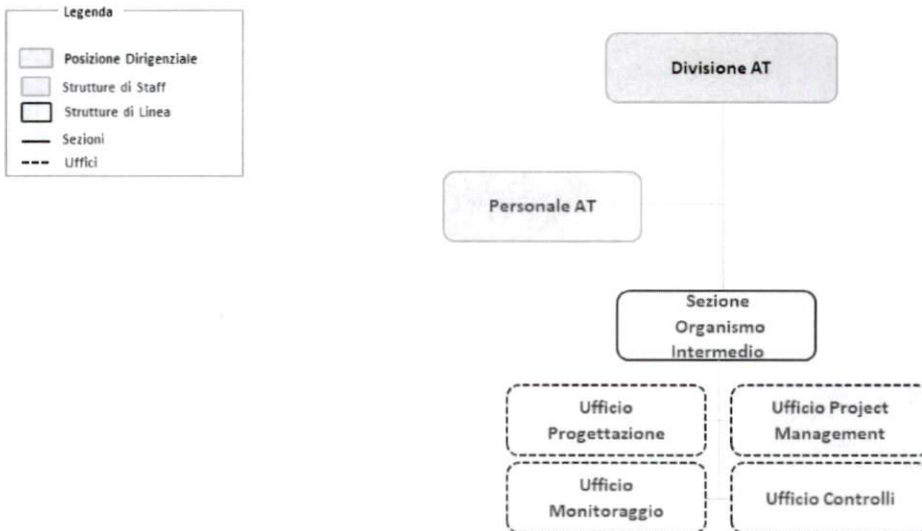 Legenda
Posizione Dirigenziale
Strutture di Staff
Strutture di Linea
Sezioni
Uffici
Divisione AT
Personale AT
Sezione
Organismo
Intermedio
Ufficio
Progettazione
Ufficio Project
Management
Ufficio
Monitoraggio
Ufficio Controlli